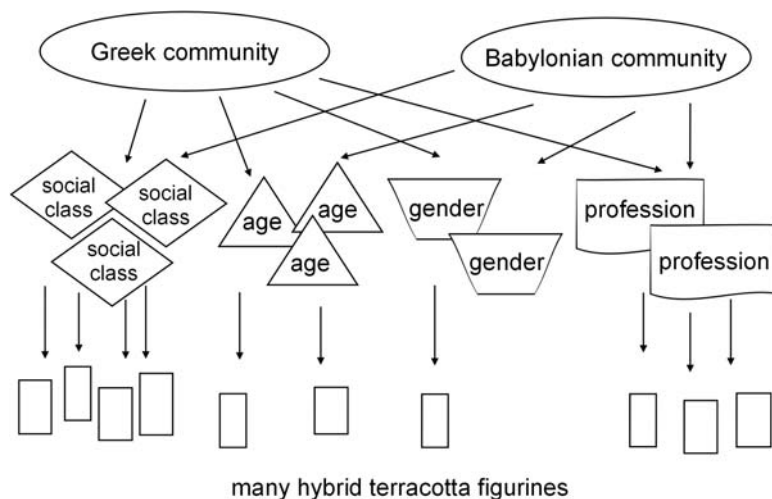 Greek community
Babylonian community
social
class
social
class
social
class
age
age
age
gender
gender
profession
profession
many hybrid terracotta figurines